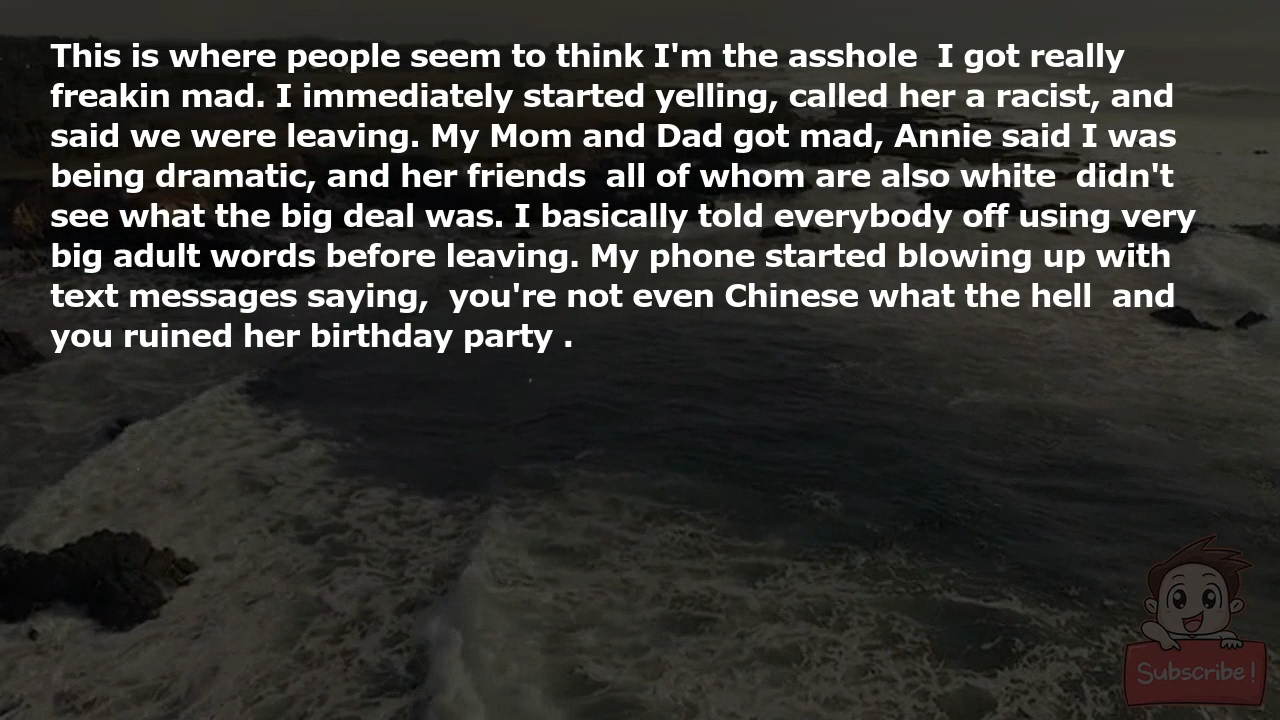 This is where people seem to think I'm the asshole  I got really
freakin mad. I immediately started yelling, called her a racist, and
said we were leaving. My Mom and Dad got mad, Annie said I was
being dramatic, and her friends  all of whom are also white  didn't
see what the big deal was. I basically told everybody off using very
big adult words before leaving. My phone started blowing up with
text messages saying,  you're not even Chinese what the hell  and
you ruined her birthday party .
Subscribe!